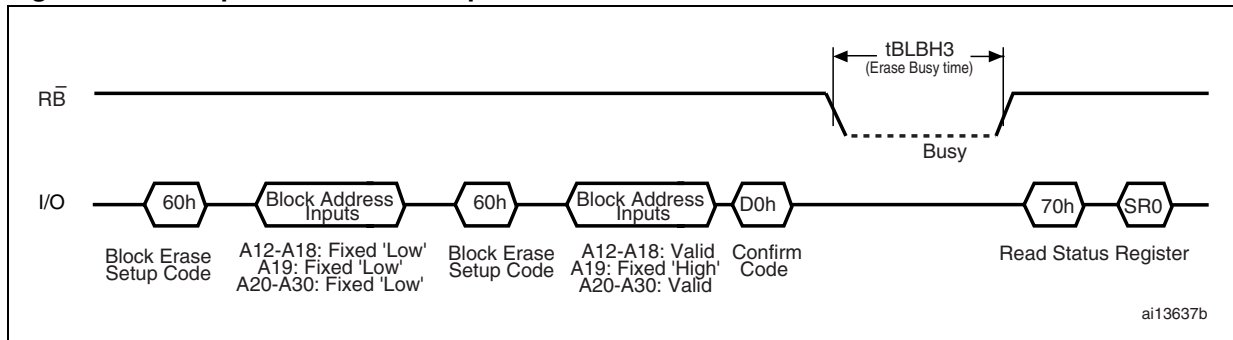 tBLBH3
(Erase Busy time)
RB̅
Busy
I/O
60h
Block Address
Inputs
60h
Block Address
Inputs
D0h
70h
SR0
Block Erase
Setup Code
A12-A18: Fixed 'Low'
A19: Fixed 'Low'
A20-A30: Fixed 'Low'
Block Erase
Setup Code
A12-A18: Valid
A19: Fixed 'High'
A20-A30: Valid
Confirm
Code
Read Status Register
ai13637b